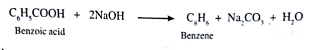 C₆H₅COOH + 2NaOH ⟶ C₆H₆ + Na₂CO₃ + H₂O
Benzoic acid Benzene